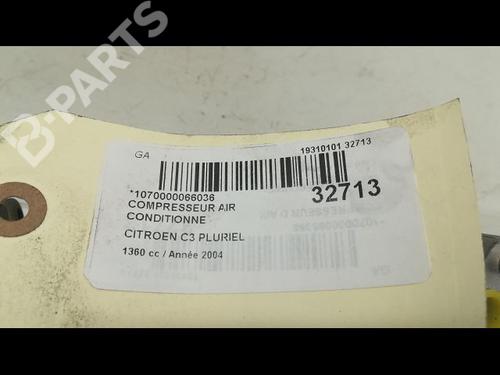 B-PARTS
GA
19310101 32713
*1070000066036
32713
COMPRESSEUR AIR
CONDITIONNE
CITROEN C3 PLURIEL
1360 cc / Année 2004